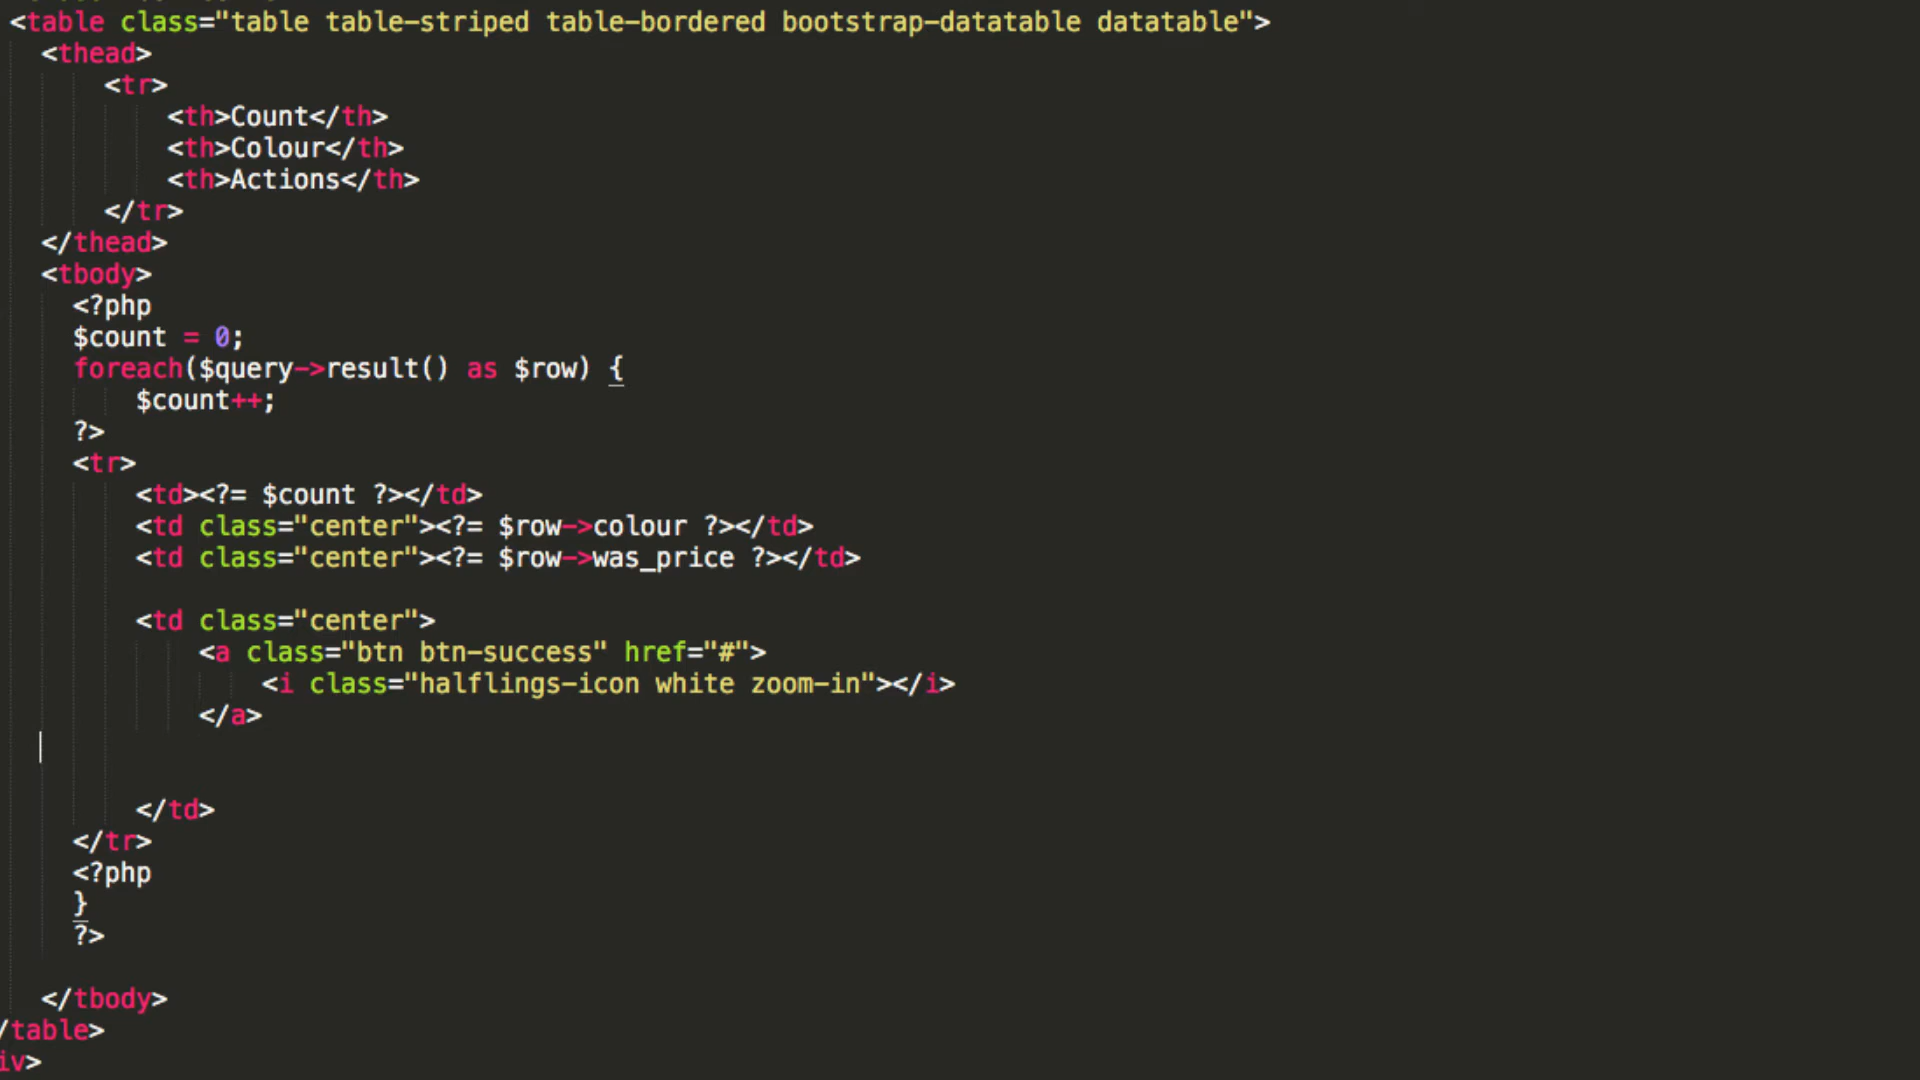 <table class="table table-striped table-bordered bootstrap-datatable datatable">
<thead>
<tr>
<th>Count</th>
<th>Colour</th>
<th>Actions</th>
</tr>
</thead>
<tbody>
<?php
$count = 0;
foreach($query->result() as $row) {
$count++;
?>
<tr>
<td><?= $count ?></td>
<td class="center"><?= $row->colour ?></td>
<td class="center"><?= $row->was_price ?></td>
<td class="center">
<a class="btn btn-success" href="#">
<i class="halflings-icon white zoom-in"></i>
</a>
</td>
</tr>
<?php
}
?>
</tbody>
/table>
iv>